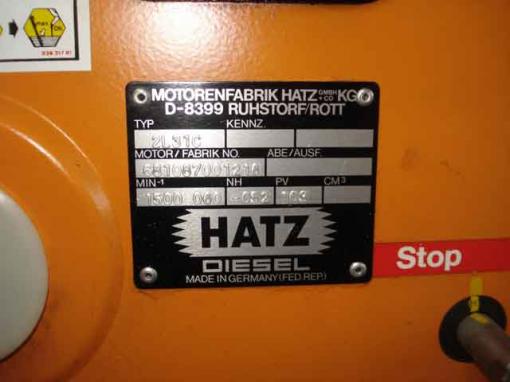 MOTORENFABRIK HATZ GMBH + CO KG
D-8399 RUHSTORF/ROTT
TYP KENNZ.
2L31C
MOTOR/FABRIK NO. ABE/AUSF.
MIN-¹ NH PV CM³
1500
HATZ
DIESEL
MADE IN GERMANY (FED.REP.)
Stop